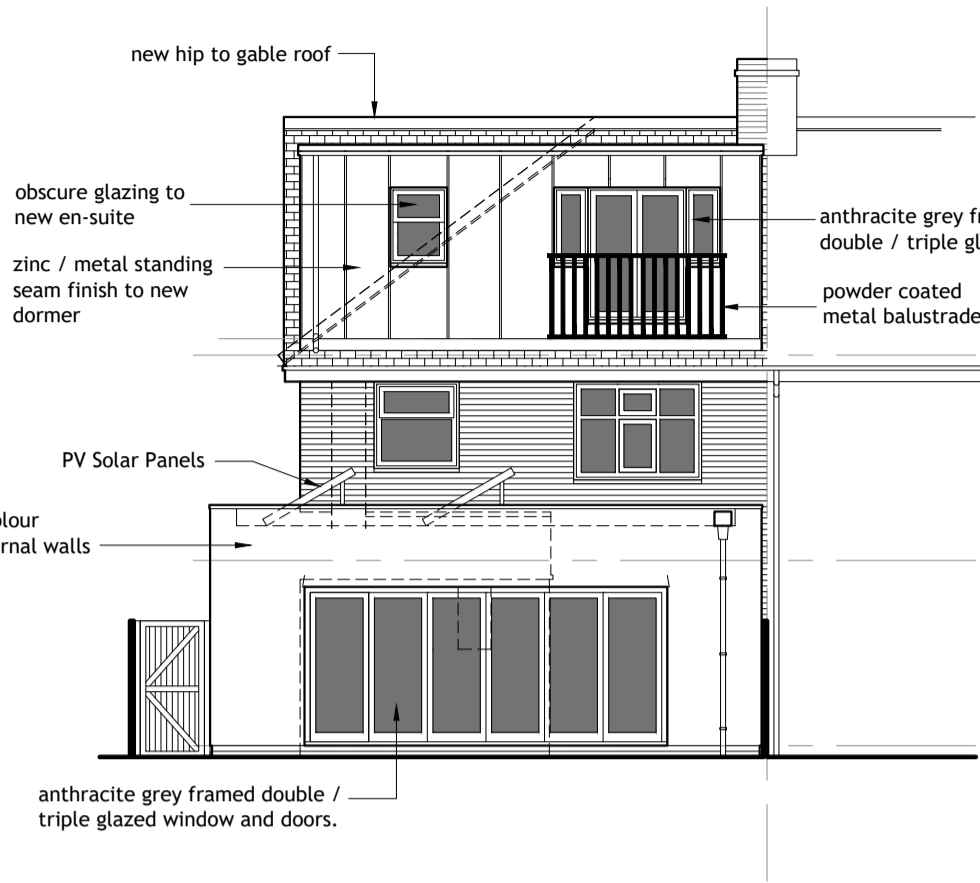 new hip to gable roof
obscure glazing to
new en-suite
anthracite grey
double / triple
zinc / metal standing
seam finish to new
dormer
powder coated
metal balustrade
PV Solar Panels
walls
anthracite grey framed double /
triple glazed window and doors.